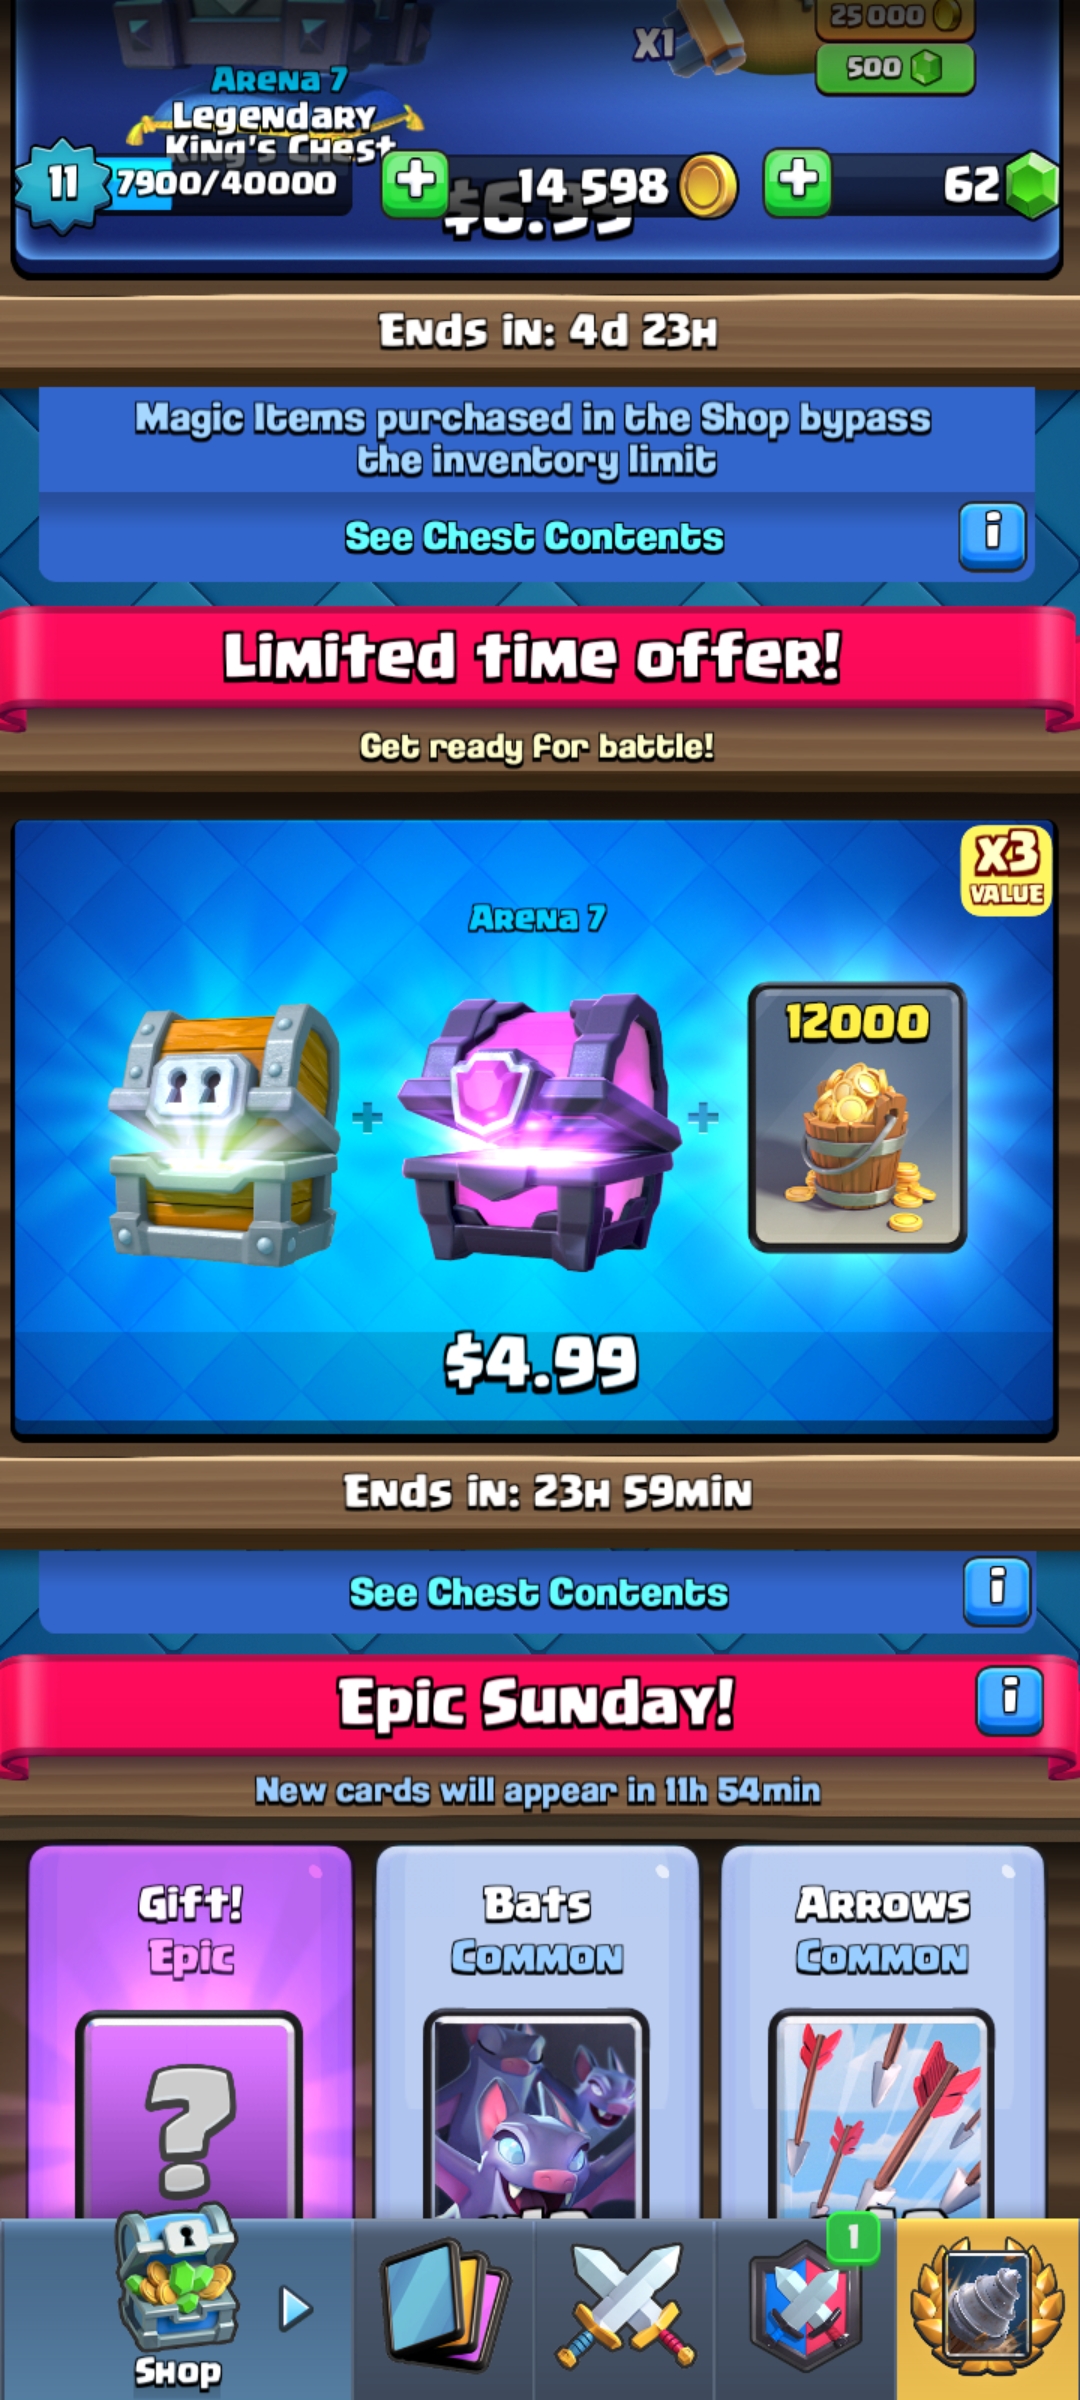 25000
X1
500
Arena 7
Legendary
King's Chest
11
7900/40000
14 598
62
$6.99
Ends in: 4d 23h
Magic Items purchased in the Shop bypass
the inventory limit
See Chest Contents
i
Limited time offer!
Get ready for battle!
x3
VALUE
Arena 7
12000
$4.99
Ends in: 23h 59min
See Chest Contents
i
Epic Sunday!
i
New cards will appear in 11h 54min
Gift!
Epic
Bats
Common
Arrows
Common
?
1
Shop